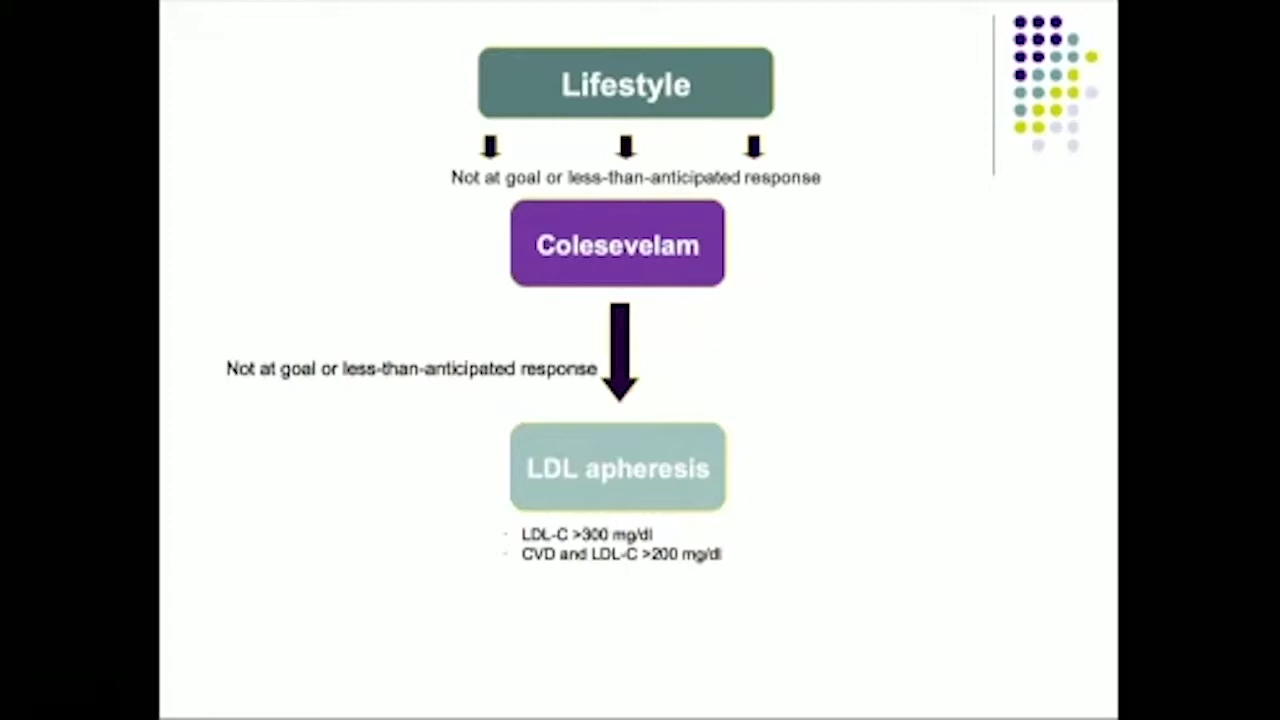 Lifestyle
Not at goal or less-than-anticipated response
Colesevelam
Not at goal or less-than-anticipated response
LDL apheresis
· LDL-C >300 mg/dl
· CVD and LDL-C >200 mg/dl